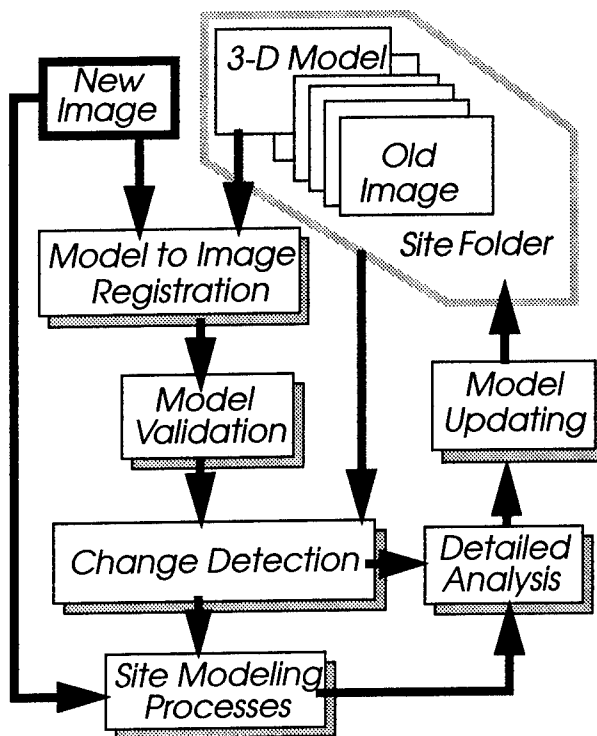 New
Image
3-D Model
Old
Image
Site Folder
Model to Image
Registration
Model
Validation
Model
Updating
Change Detection
Detailed
Analysis
Site Modeling
Processes